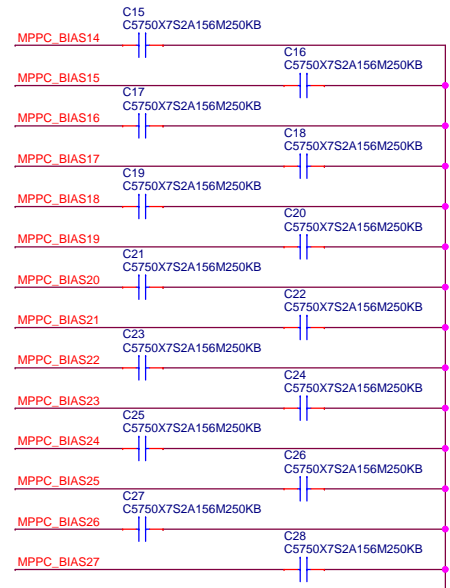 C15
C5750X7S2A156M250KB
MPPC_BIAS14
C16
C5750X7S2A156M250KB
MPPC_BIAS15
C17
C5750X7S2A156M250KB
MPPC_BIAS16
C18
C5750X7S2A156M250KB
MPPC_BIAS17
C19
C5750X7S2A156M250KB
MPPC_BIAS18
C20
C5750X7S2A156M250KB
MPPC_BIAS19
C21
C5750X7S2A156M250KB
MPPC_BIAS20
C22
C5750X7S2A156M250KB
MPPC_BIAS21
C23
C5750X7S2A156M250KB
MPPC_BIAS22
C24
C5750X7S2A156M250KB
MPPC_BIAS23
C25
C5750X7S2A156M250KB
MPPC_BIAS24
C26
C5750X7S2A156M250KB
MPPC_BIAS25
C27
C5750X7S2A156M250KB
MPPC_BIAS26
C28
C5750X7S2A156M250KB
MPPC_BIAS27